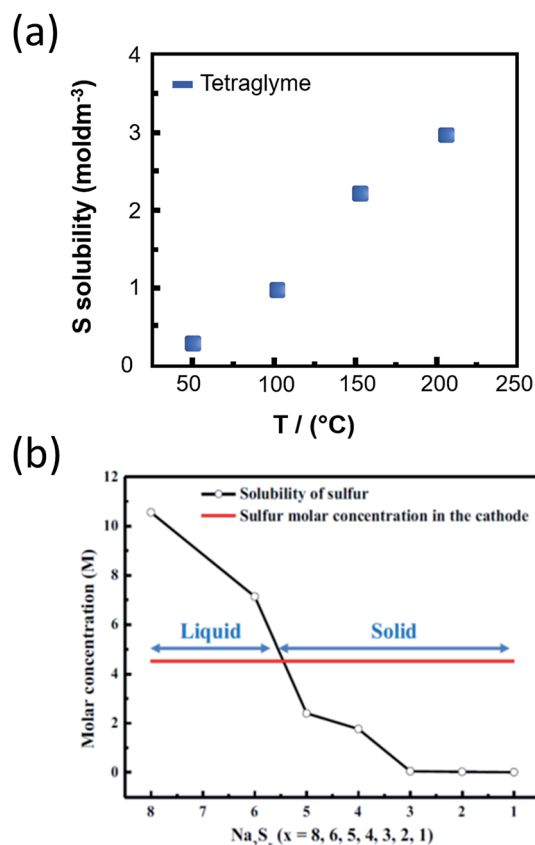 (a)
4
3
2
1
0
Tetraglyme
S solubility (moldm-3)
50 100 150 200 250
T / (°C)
(b)
12
10
8
6
4
2
0
Solubility of sulfur
Sulfur molar concentration in the cathode
Liquid Solid
Molar concentration (M)
8 7 6 5 4 3 2 1
Na2Sx (x = 8, 6, 5, 4, 3, 2, 1)